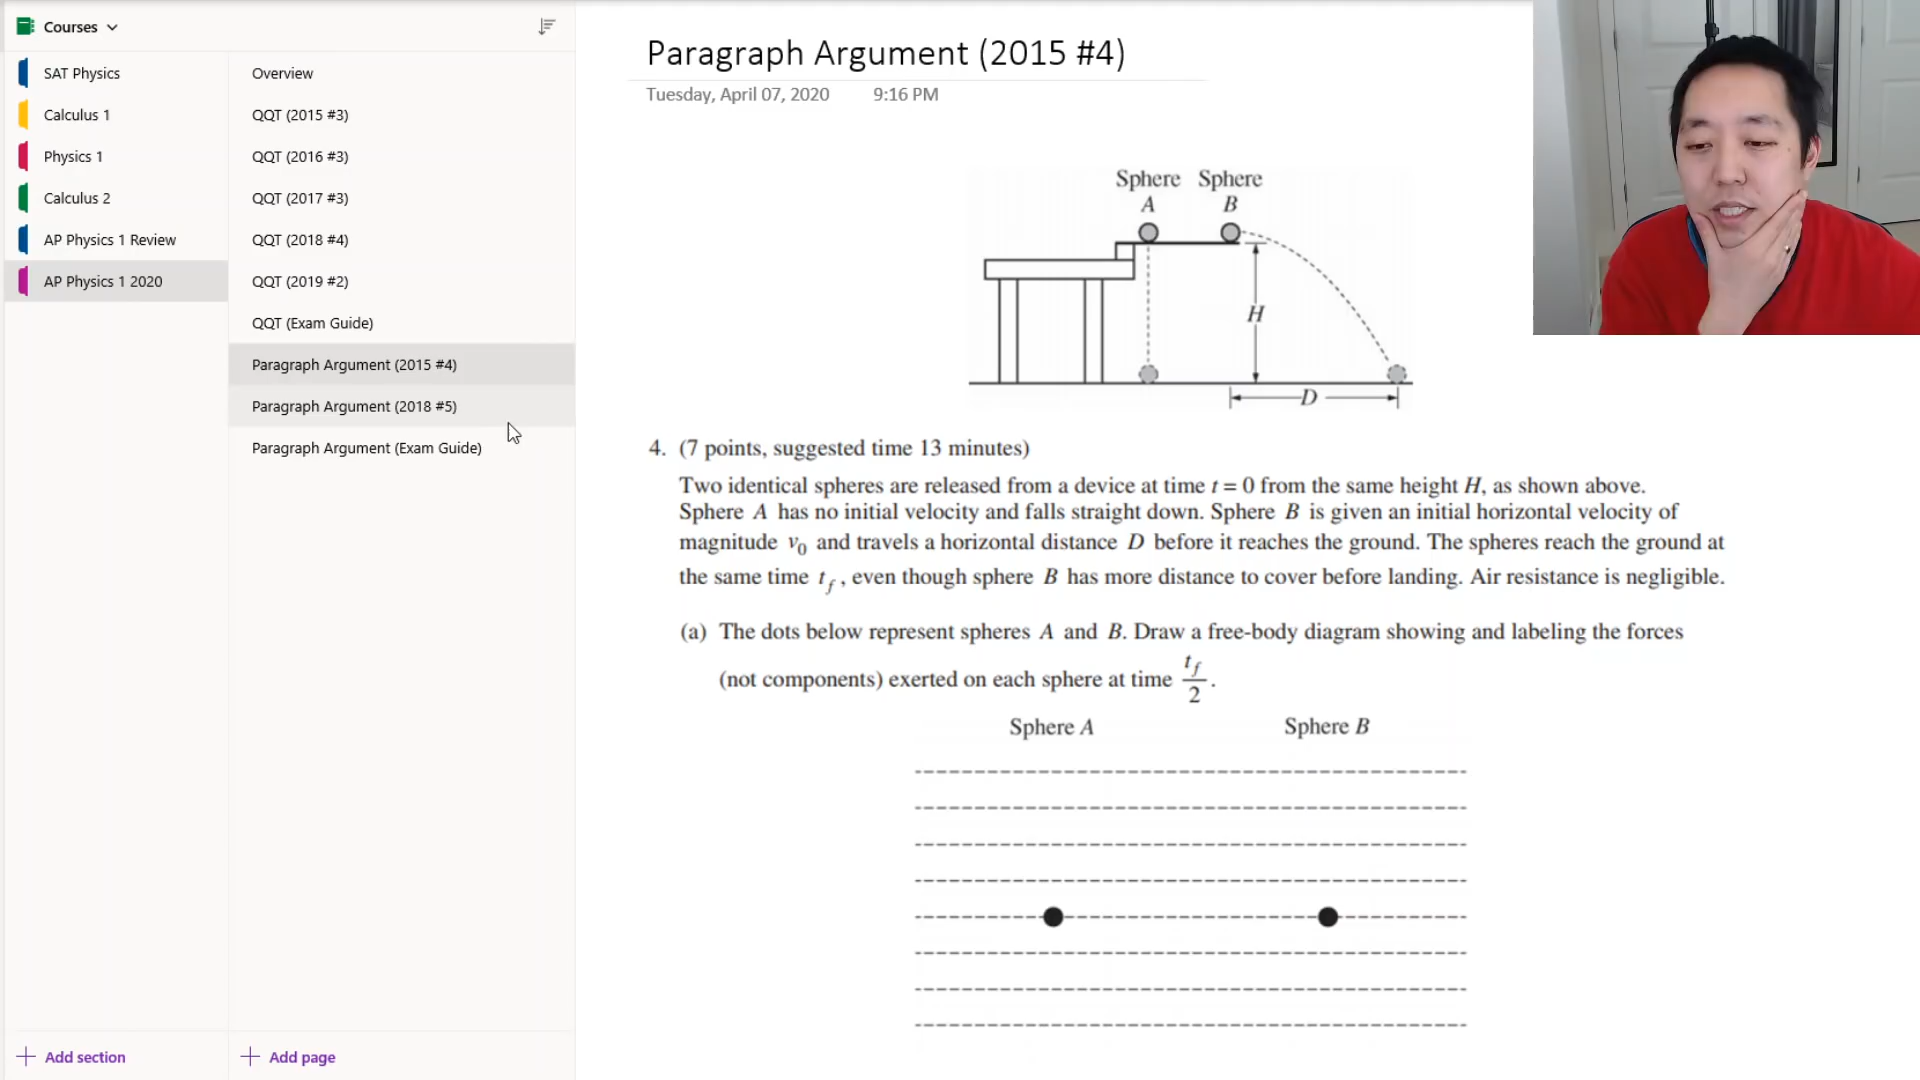 Courses
SAT Physics
Calculus 1
Physics 1
Calculus 2
AP Physics 1 Review
AP Physics 1 2020
Add section
Overview
QQT (2015 #3)
QQT (2016 #3)
QQT (2017 #3)
QQT (2018 #4)
QQT (2019 #2)
QQT (Exam Guide)
Paragraph Argument (2015 #4)
Paragraph Argument (2018 #5)
Paragraph Argument (Exam Guide)
Add page
Paragraph Argument (2015 #4)
Tuesday, April 07, 2020 9:16 PM
Sphere Sphere
A B
H
D
4. (7 points, suggested time 13 minutes)
Two identical spheres are released from a device at time t = 0 from the same height H, as shown above.
Sphere A has no initial velocity and falls straight down. Sphere B is given an initial horizontal velocity of
magnitude v₀ and travels a horizontal distance D before it reaches the ground. The spheres reach the ground at
the same time t_f, even though sphere B has more distance to cover before landing. Air resistance is negligible.
(a) The dots below represent spheres A and B. Draw a free-body diagram showing and labeling the forces
(not components) exerted on each sphere at time t_f/2.
Sphere A Sphere B